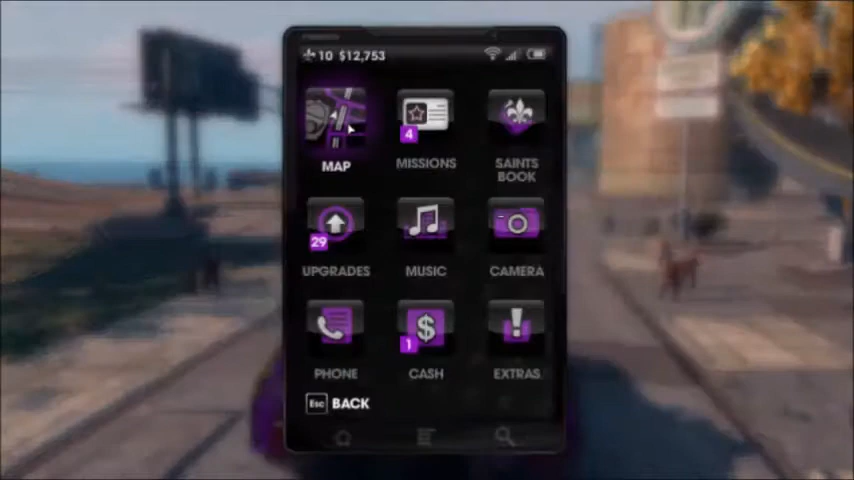 10 $12,753
MAP
4
MISSIONS
SAINTS
BOOK
29
UPGRADES
MUSIC
CAMERA
PHONE
$
1
CASH
!
EXTRAS
Esc BACK